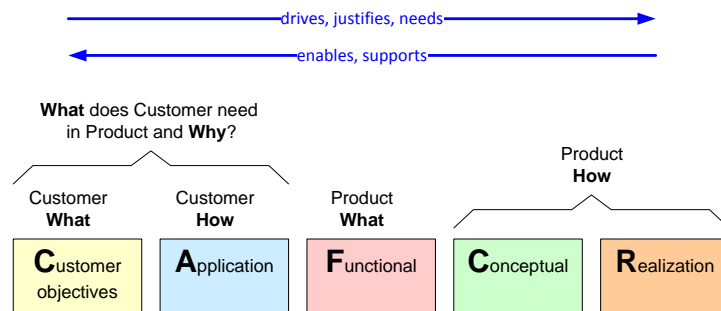 drives, justifies, needs
enables, supports
What does Customer need
in Product and Why?
Product
How
Customer
What
Customer
How
Product
What
Customer
objectives
Application
Functional
Conceptual
Realization